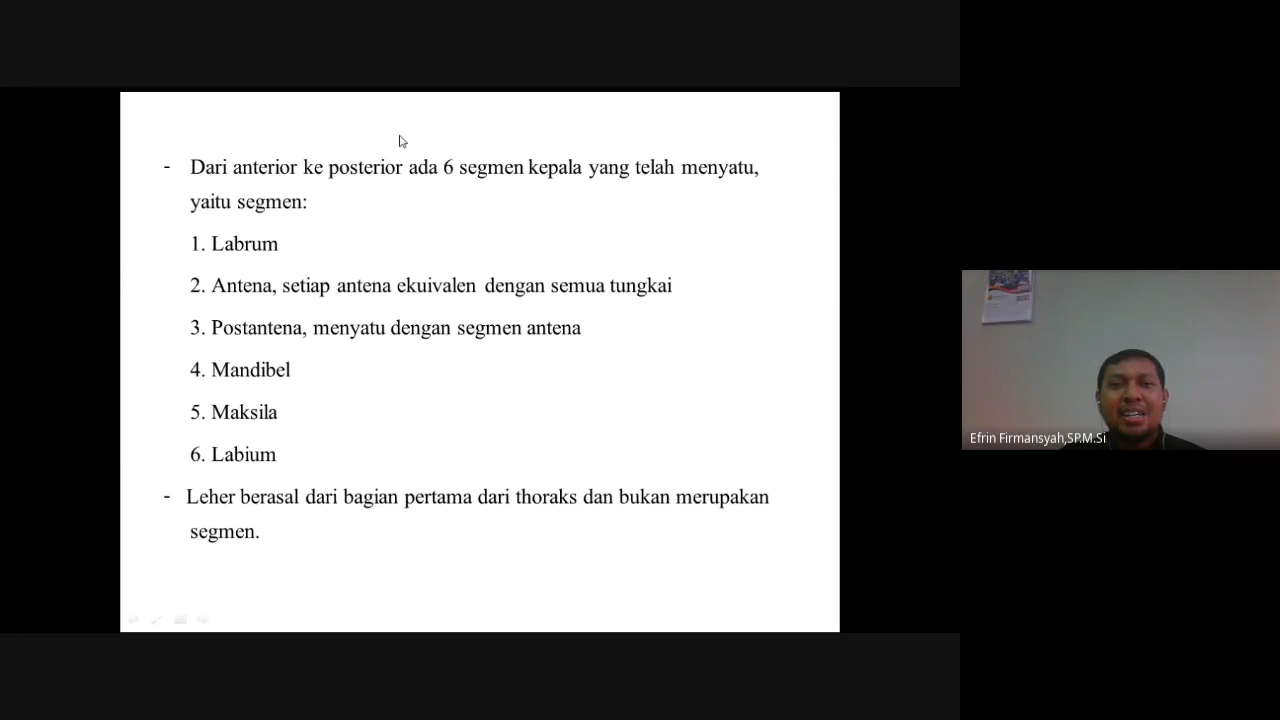 - Dari anterior ke posterior ada 6 segmen kepala yang telah menyatu,
yaitu segmen:
1. Labrum
2. Antena, setiap antena ekuivalen dengan semua tungkai
3. Postantena, menyatu dengan segmen antena
4. Mandibel
5. Maksila
6. Labium
- Leher berasal dari bagian pertama dari thoraks dan bukan merupakan
segmen.
Efrin Firmansyah,SP.M.Si